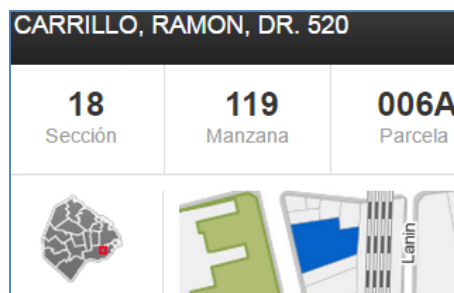 CARRILLO, RAMON, DR. 520
18 119 006A
Sección Manzana Parcela
Lanin